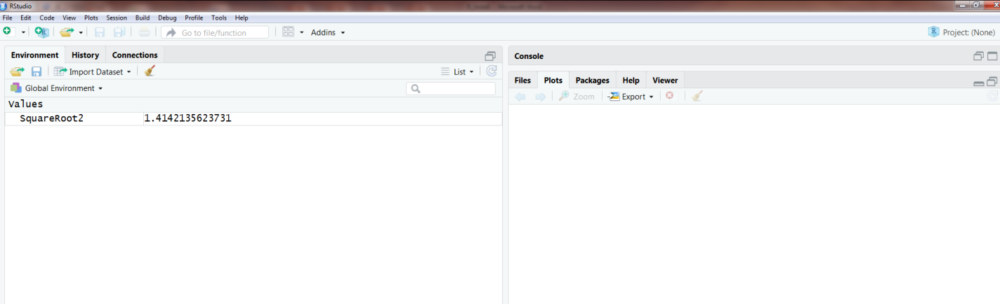 RStudio
File Edit Code View Plots Session Build Debug Profile Tools Help
Go to file/function Addins Project: (None)
Environment History Connections
Import Dataset List
Global Environment
Values
SquareRoot2 1.4142135623731
Console
Files Plots Packages Help Viewer
Zoom Export